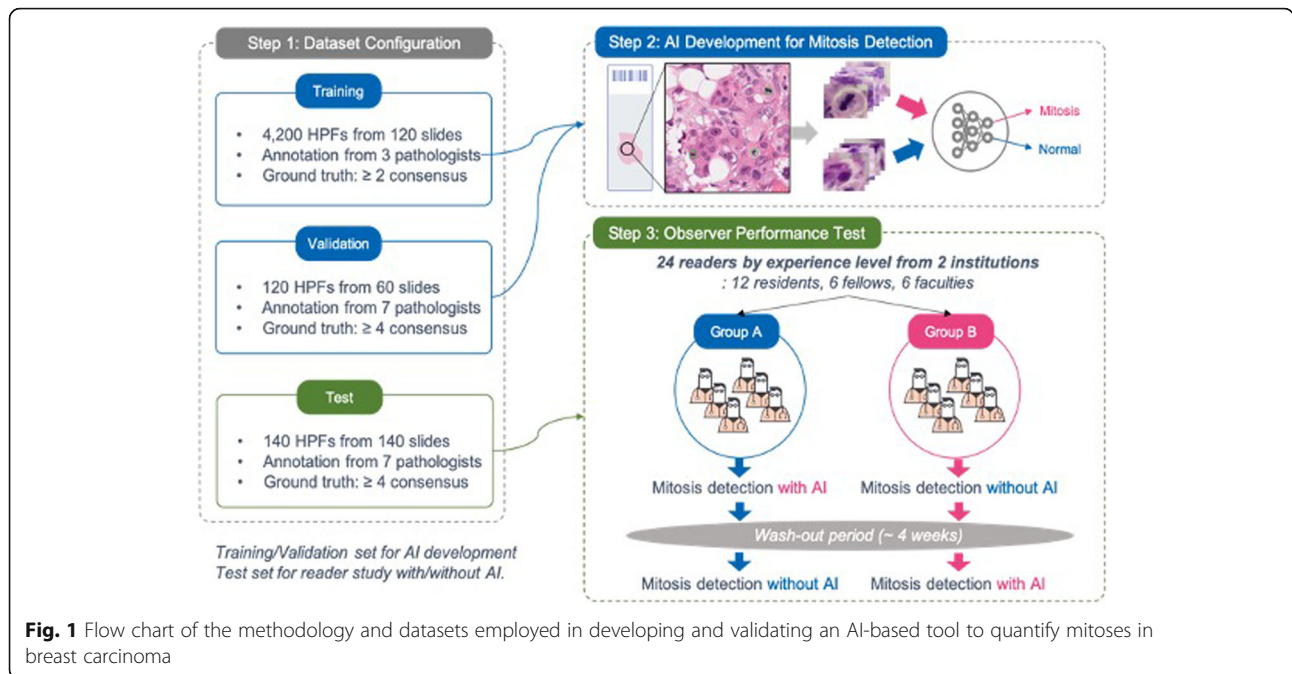 Step 1: Dataset Configuration
Training
• 4,200 HPFs from 120 slides
• Annotation from 3 pathologists
• Ground truth: ≥ 2 consensus
Validation
• 120 HPFs from 60 slides
• Annotation from 7 pathologists
• Ground truth: ≥ 4 consensus
Test
• 140 HPFs from 140 slides
• Annotation from 7 pathologists
• Ground truth: ≥ 4 consensus
Training/Validation set for AI development
Test set for reader study with/without AI.
Step 2: AI Development for Mitosis Detection
Mitosis
Normal
Step 3: Observer Performance Test
24 readers by experience level from 2 institutions
: 12 residents, 6 fellows, 6 faculties
Group A
Group B
Mitosis detection with AI
Mitosis detection without AI
Wash-out period (~ 4 weeks)
Mitosis detection without AI
Mitosis detection with AI
Fig. 1 Flow chart of the methodology and datasets employed in developing and validating an AI-based tool to quantify mitoses in
breast carcinoma